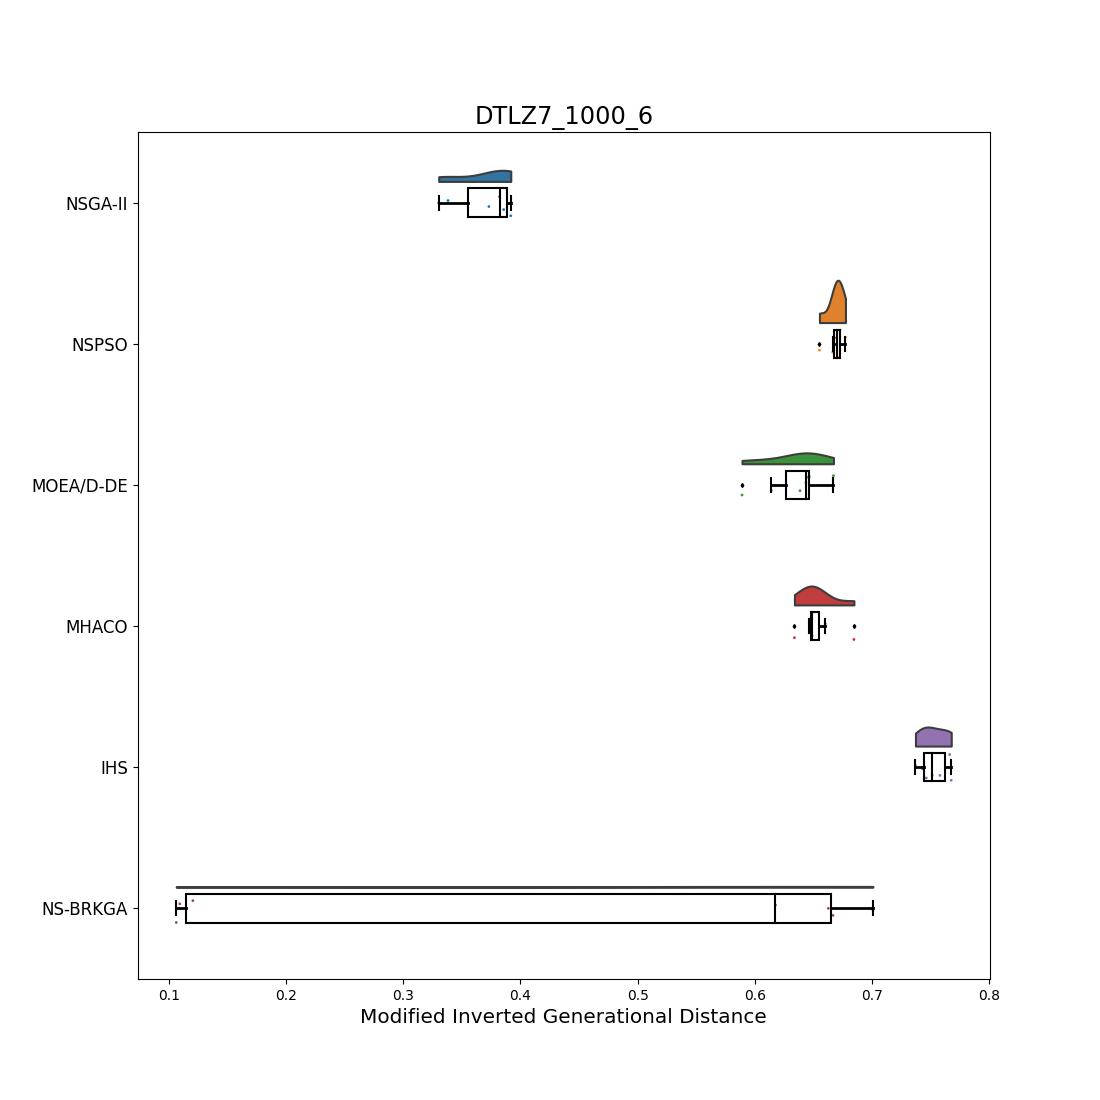 DTLZ7_1000_6
NSGA-II
NSPSO
MOEA/D-DE
MHACO
IHS
NS-BRKGA
0.1 0.2 0.3 0.4 0.5 0.6 0.7 0.8
Modified Inverted Generational Distance